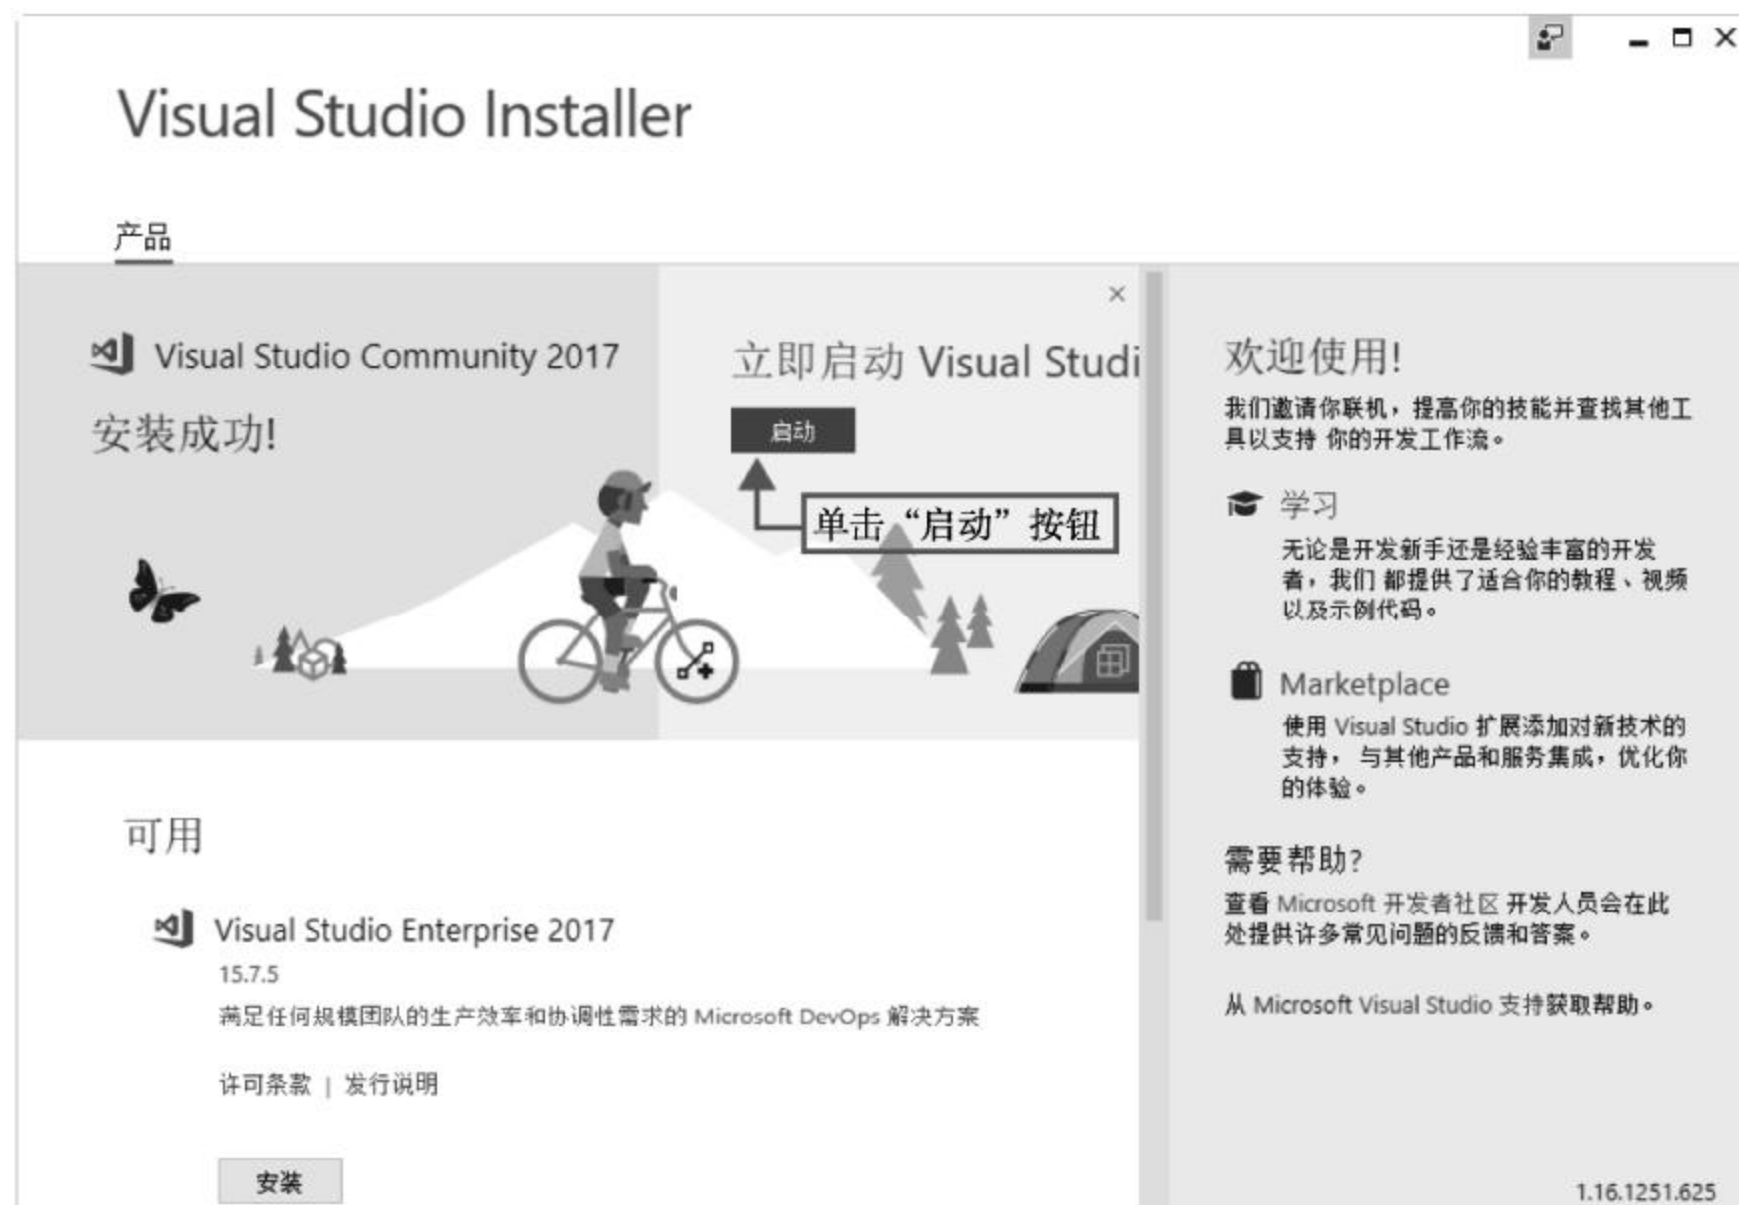 Visual Studio Installer
产品
Visual Studio Community 2017
安装成功!
立即启动 Visual Studi
启动
单击“启动”按钮
可用
Visual Studio Enterprise 2017
15.7.5
满足任何规模团队的生产效率和协调性需求的 Microsoft DevOps 解决方案
许可条款 | 发行说明
安装
欢迎使用!
我们邀请你联机，提高你的技能并查找其他工
具以支持 你的开发工作流。
学习
无论是开发新手还是经验丰富的开发
者，我们 都提供了适合你的教程、视频
以及示例代码。
Marketplace
使用 Visual Studio 扩展添加对新技术的
支持， 与其他产品和服务集成，优化你
的体验。
需要帮助?
查看 Microsoft 开发者社区 开发人员会在此
处提供许多常见问题的反馈和答案。
从 Microsoft Visual Studio 支持获取帮助。
1.16.1251.625